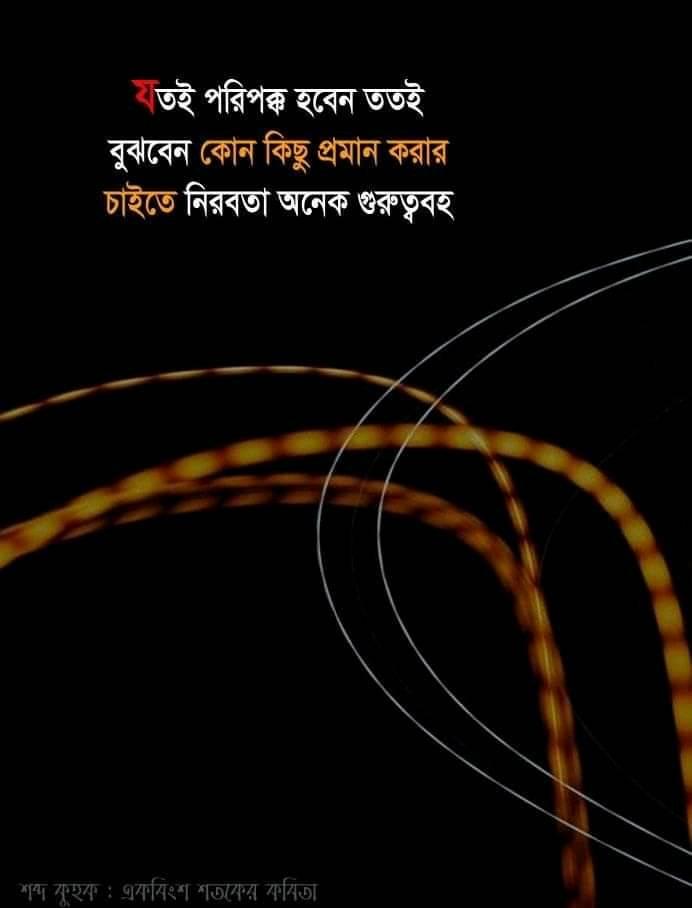 যতই পরিপক্ক হবেন ততই
বুঝবেন কোন কিছু প্রমান করার
চাইতে নিরবতা অনেক গুরুত্ববহ
শব্দ কুহক : একবিংশ শতকের কবিতা